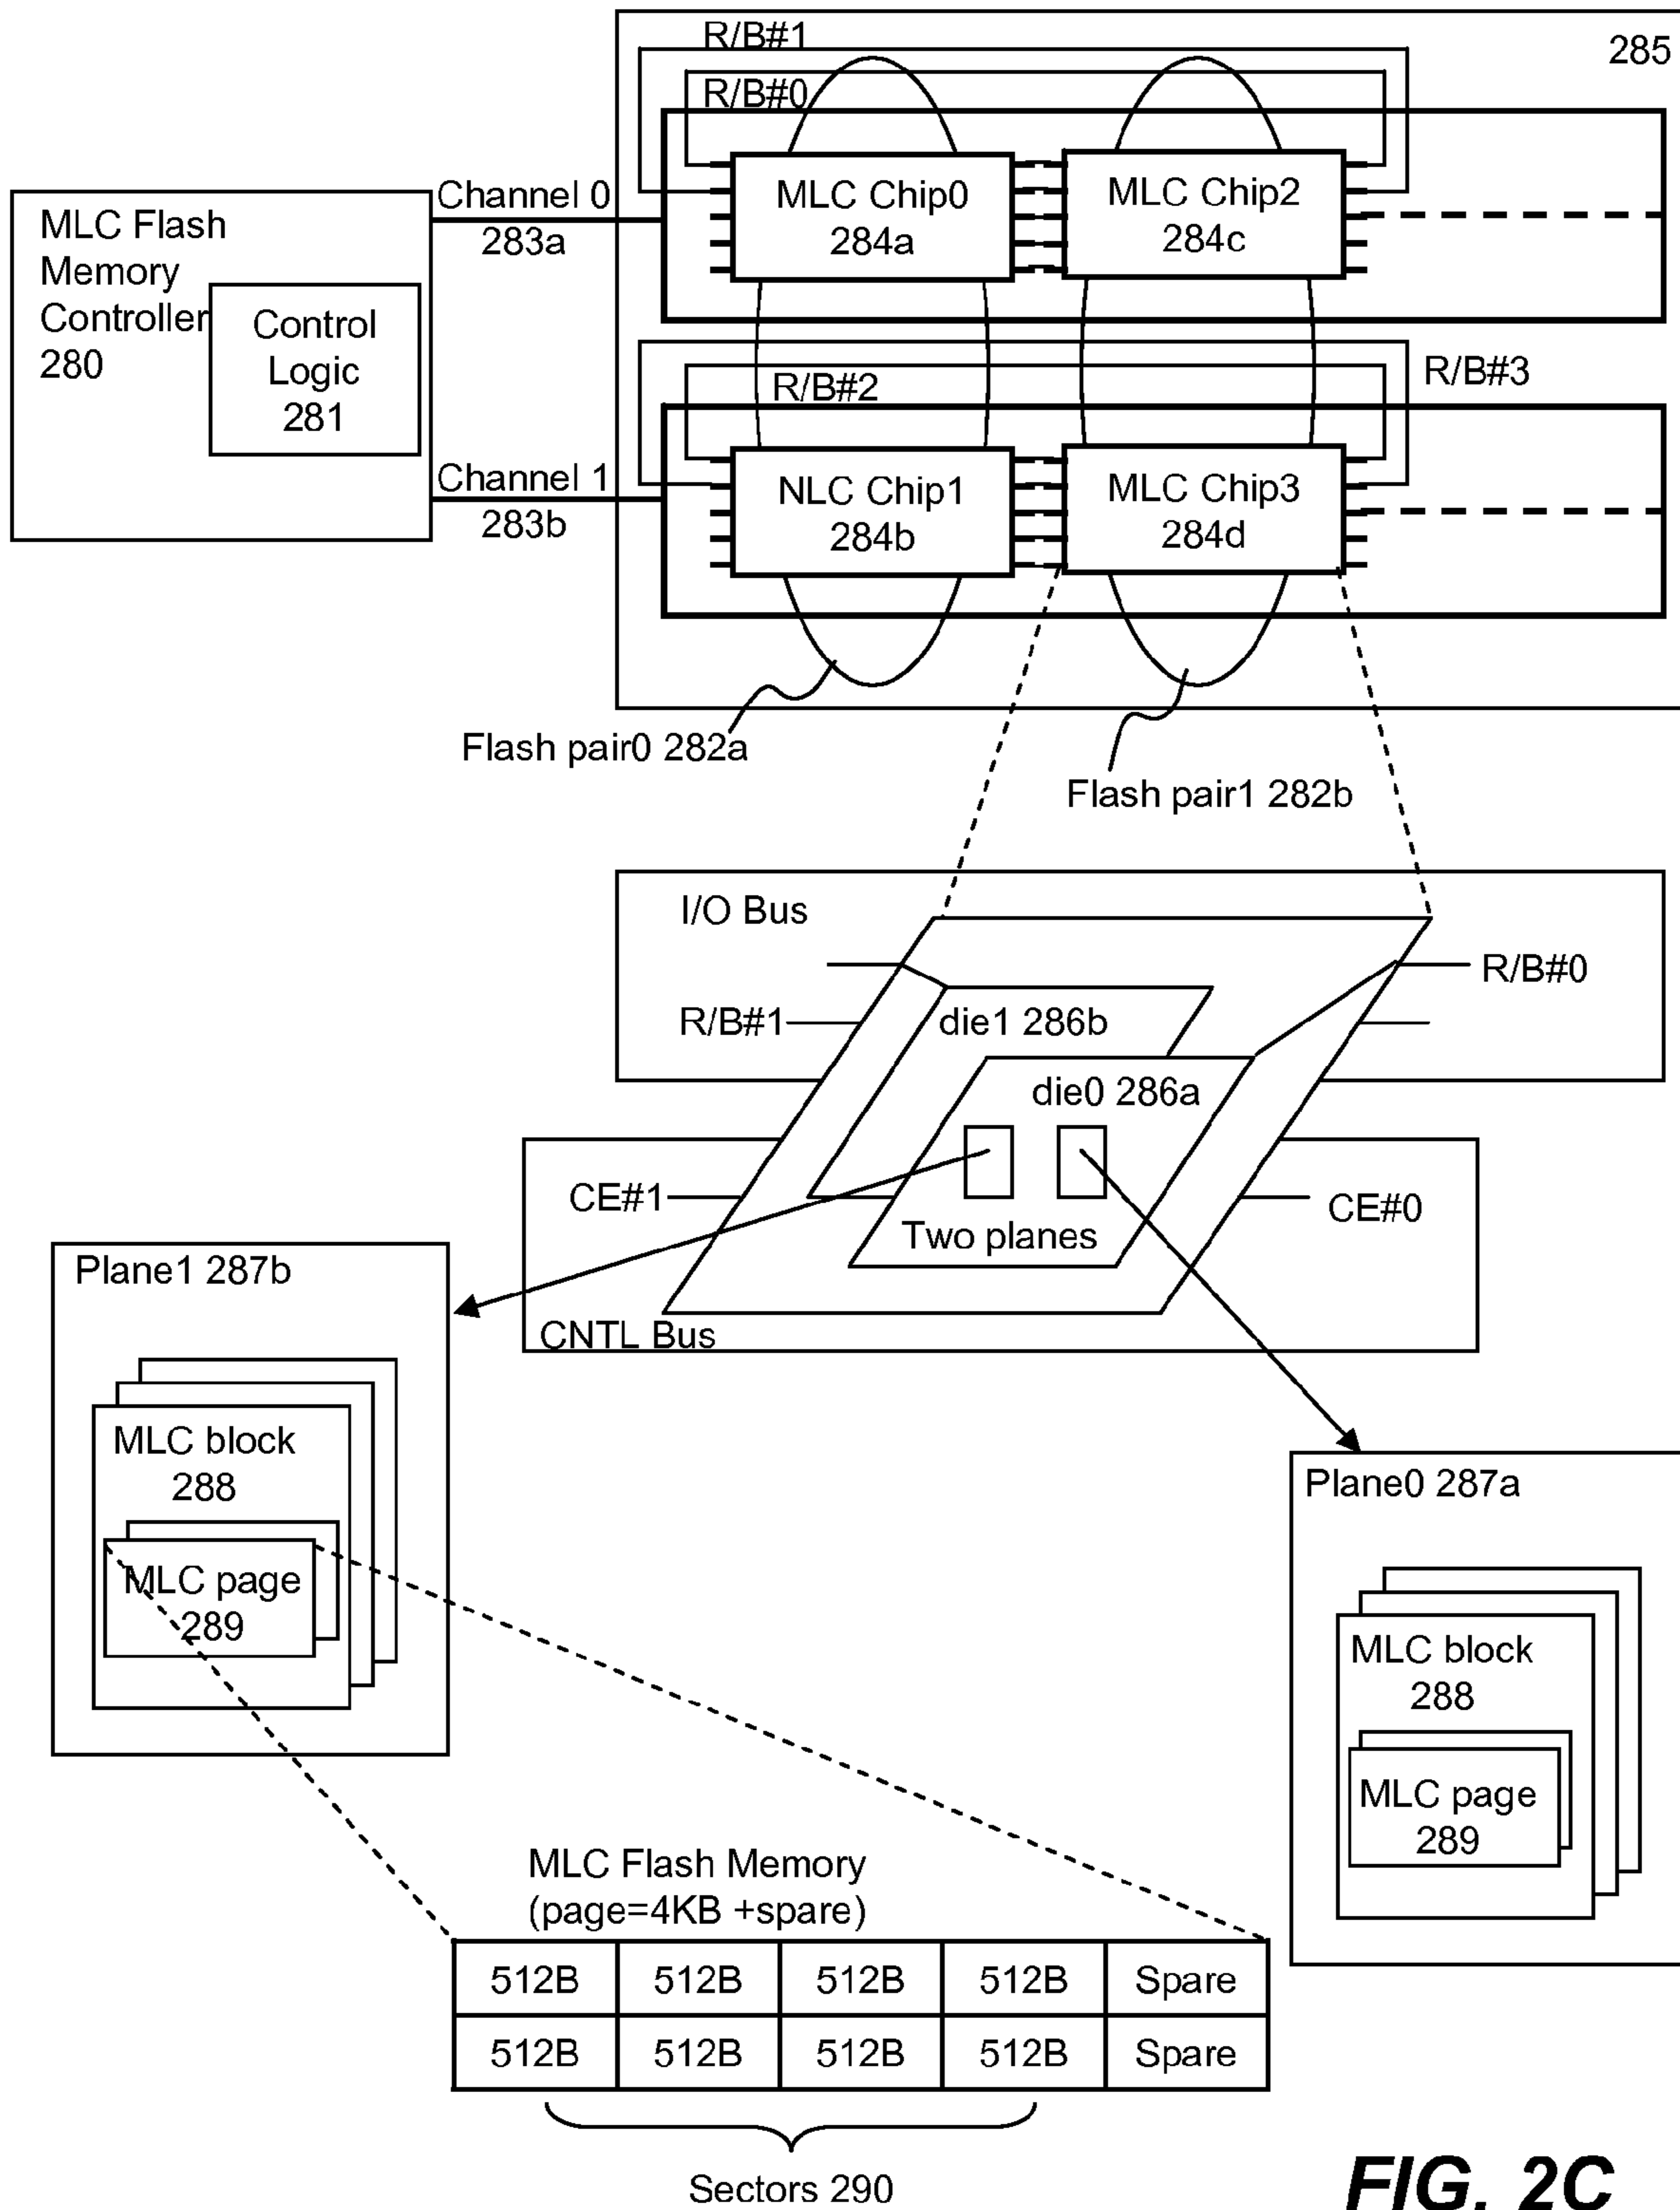 R/B#1
285
R/B#0
MLC Chip0
284a
MLC Chip2
284c
Channel 0
283a
MLC Flash
Memory
Controller
280
Control
Logic
281
R/B#2
R/B#3
Channel 1
283b
NLC Chip1
284b
MLC Chip3
284d
Flash pair0 282a
Flash pair1 282b
I/O Bus
R/B#0
R/B#1
die1 286b
die0 286a
CE#1
CE#0
Two planes
CNTL Bus
Plane1 287b
MLC block
288
MLC page
289
Plane0 287a
MLC block
288
MLC page
289
MLC Flash Memory
(page=4KB +spare)
512B 512B 512B 512B Spare
512B 512B 512B 512B Spare
Sectors 290
FIG. 2C